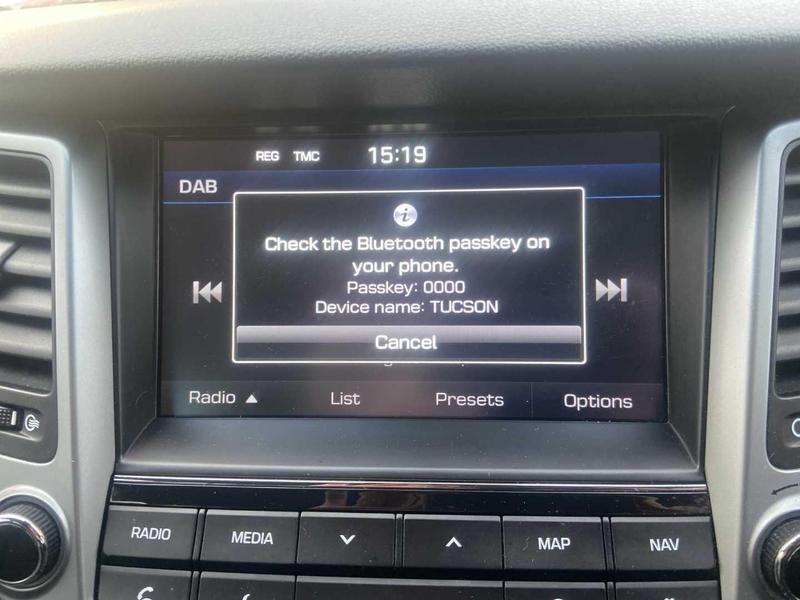 REG TMC 15:19
DAB
Check the Bluetooth passkey on
your phone.
Passkey: 0000
Device name: TUCSON
Cancel
Radio ▲ List Presets Options
RADIO MEDIA MAP NAV